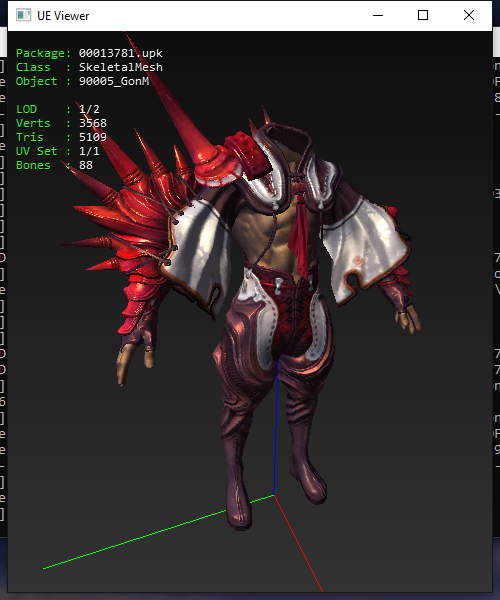 UE Viewer
Package: 00013781.upk
Class  : SkeletalMesh
Object : 90005_GonM
LOD    : 1/2
Verts  : 3568
Tris   : 5109
UV Set : 1/1
Bones  : 88